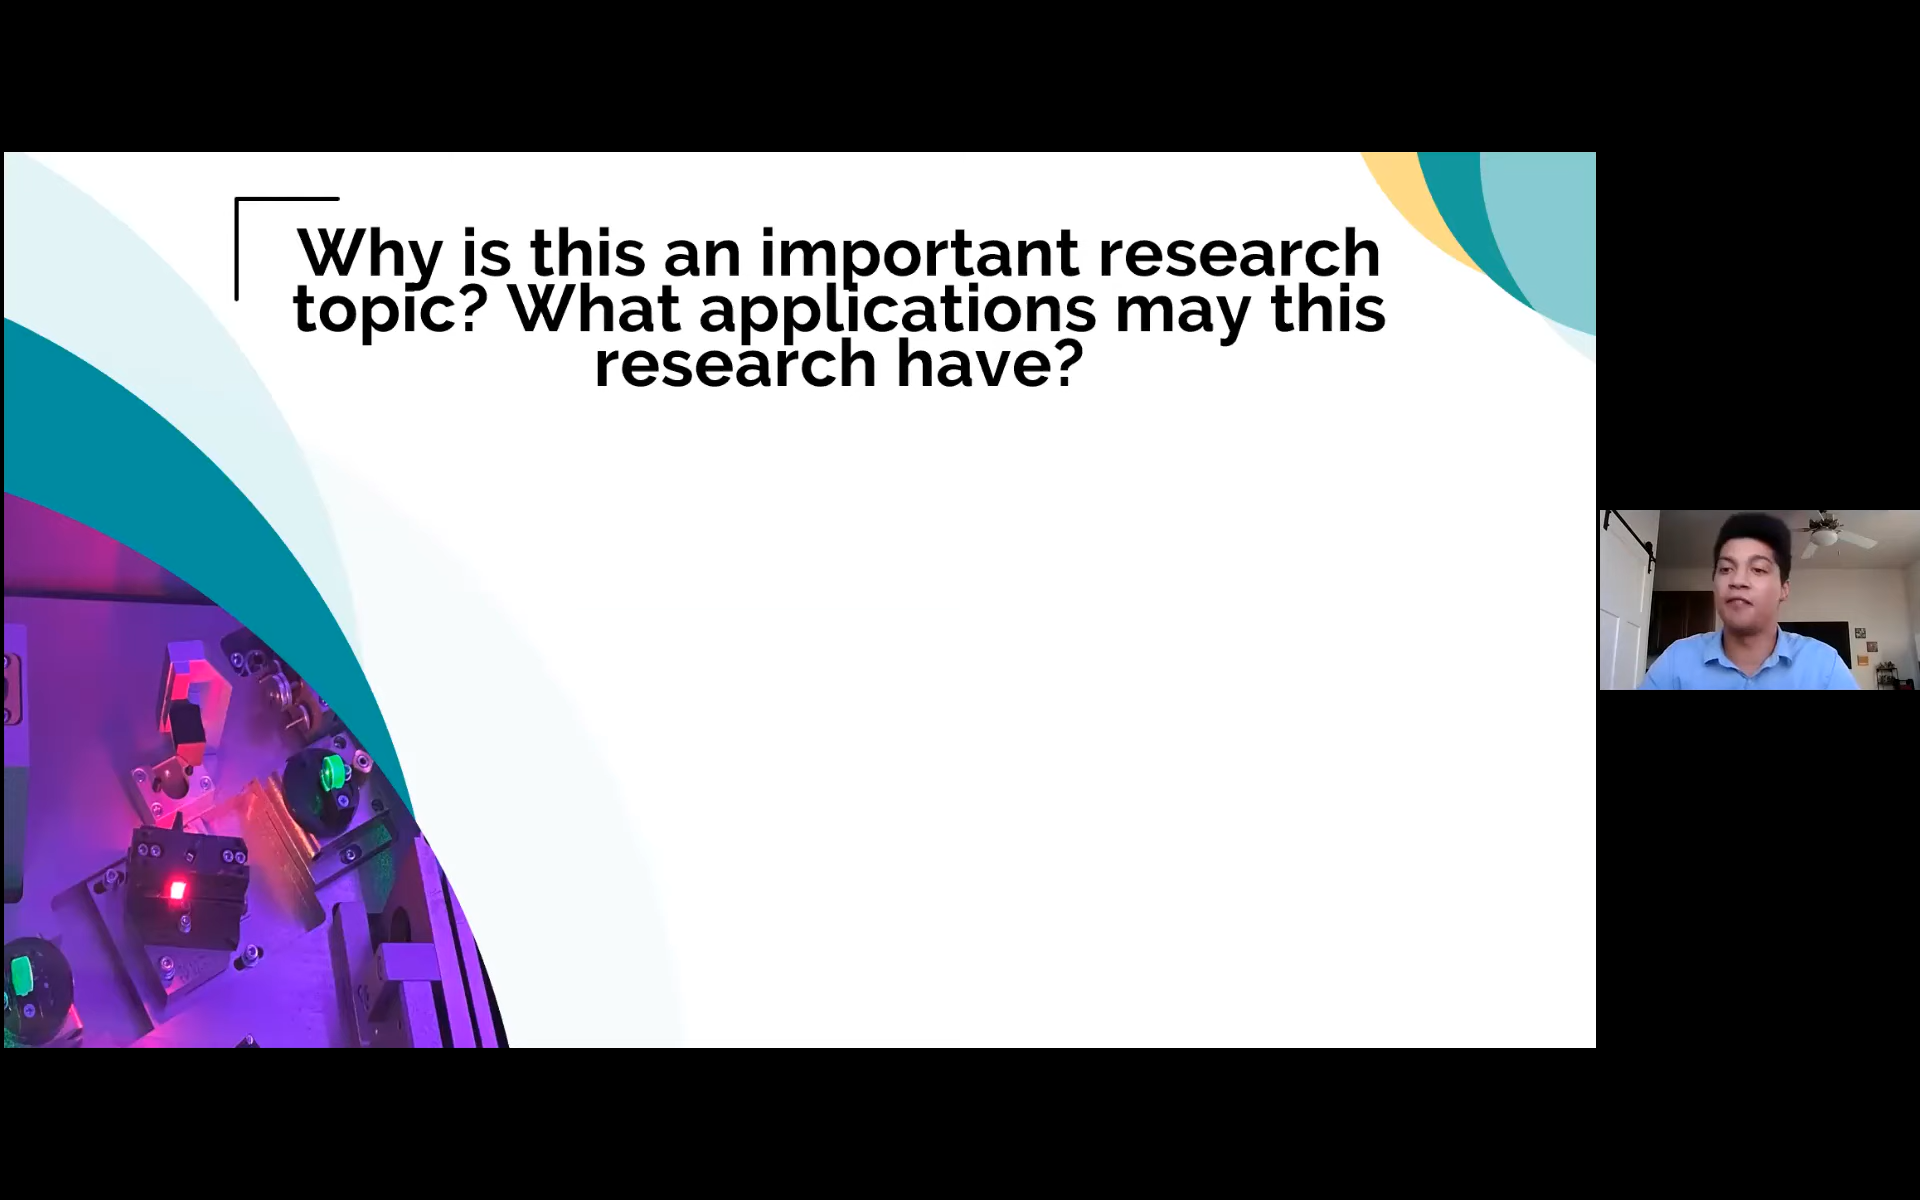 Why is this an important research
topic? What applications may this
research have?